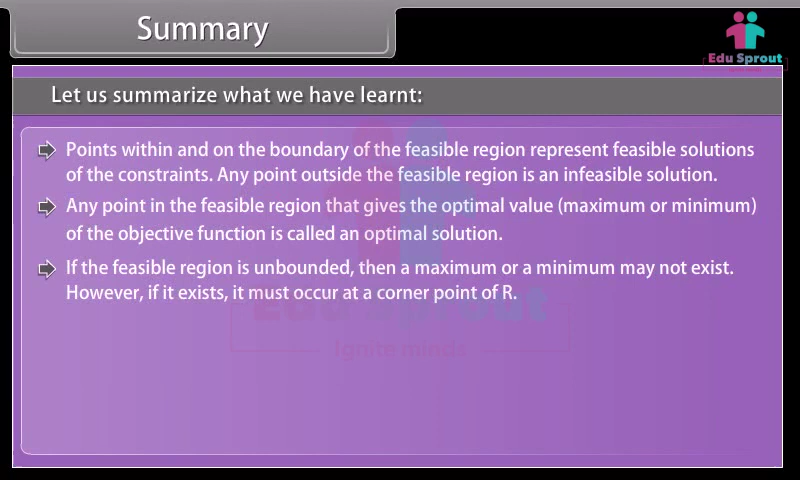 Summary
Edu Sprout
Let us summarize what we have learnt:
Points within and on the boundary of the feasible region represent feasible solutions
of the constraints. Any point outside the feasible region is an infeasible solution.
Any point in the feasible region that gives the optimal value (maximum or minimum)
of the objective function is called an optimal solution.
If the feasible region is unbounded, then a maximum or a minimum may not exist.
However, if it exists, it must occur at a corner point of R.
Edu Sprout
Ignite minds